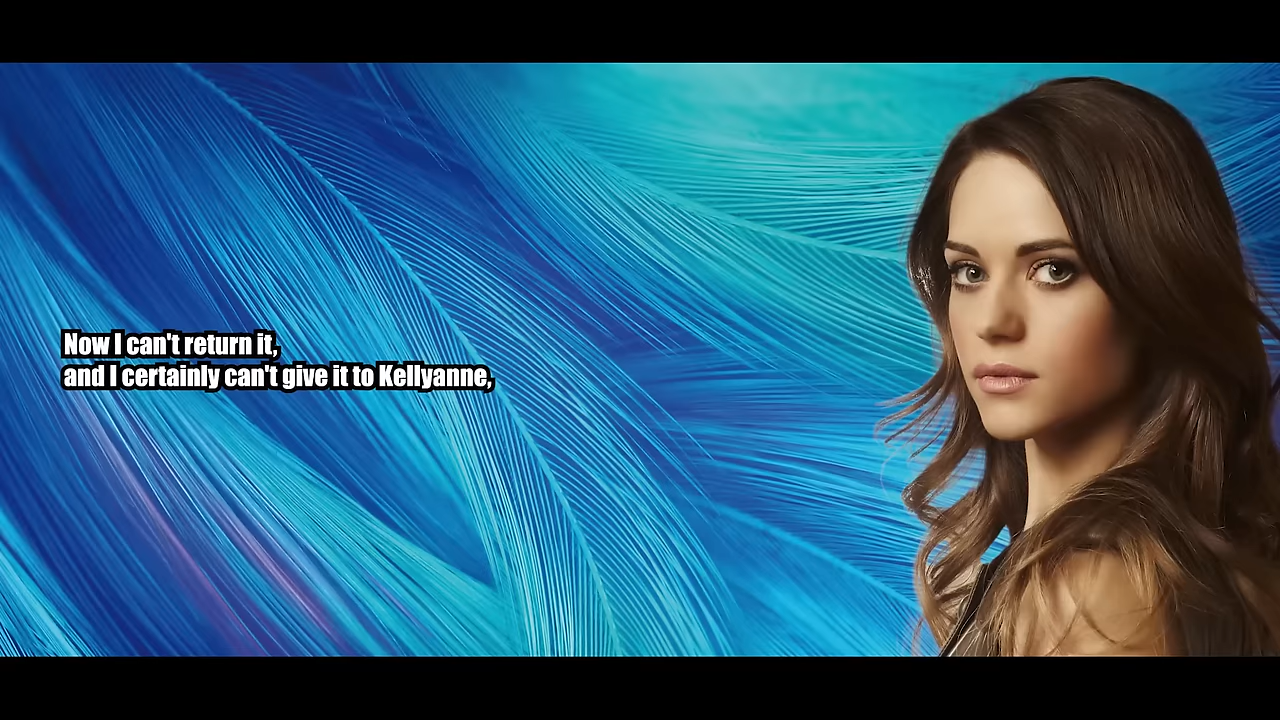 Now I can't return it,
and I certainly can't give it to Kellyanne,